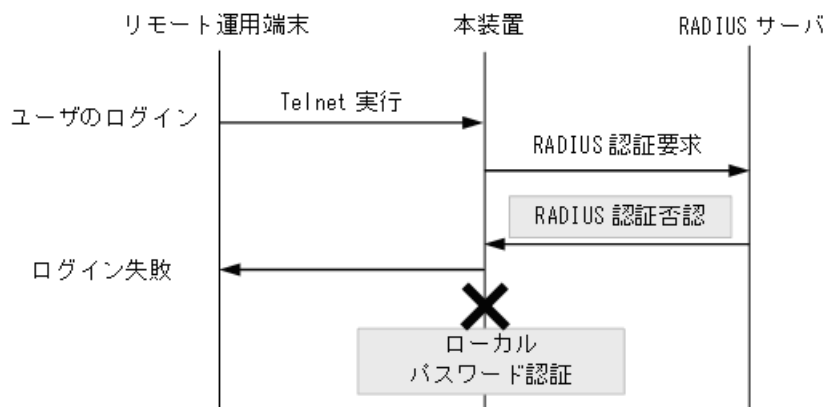 リモート運用端末
本装置
RADIUS サーバ
Telnet 実行
ユーザのログイン
RADIUS 認証要求
RADIUS 認証否認
ログイン失敗
ローカル
パスワード認証